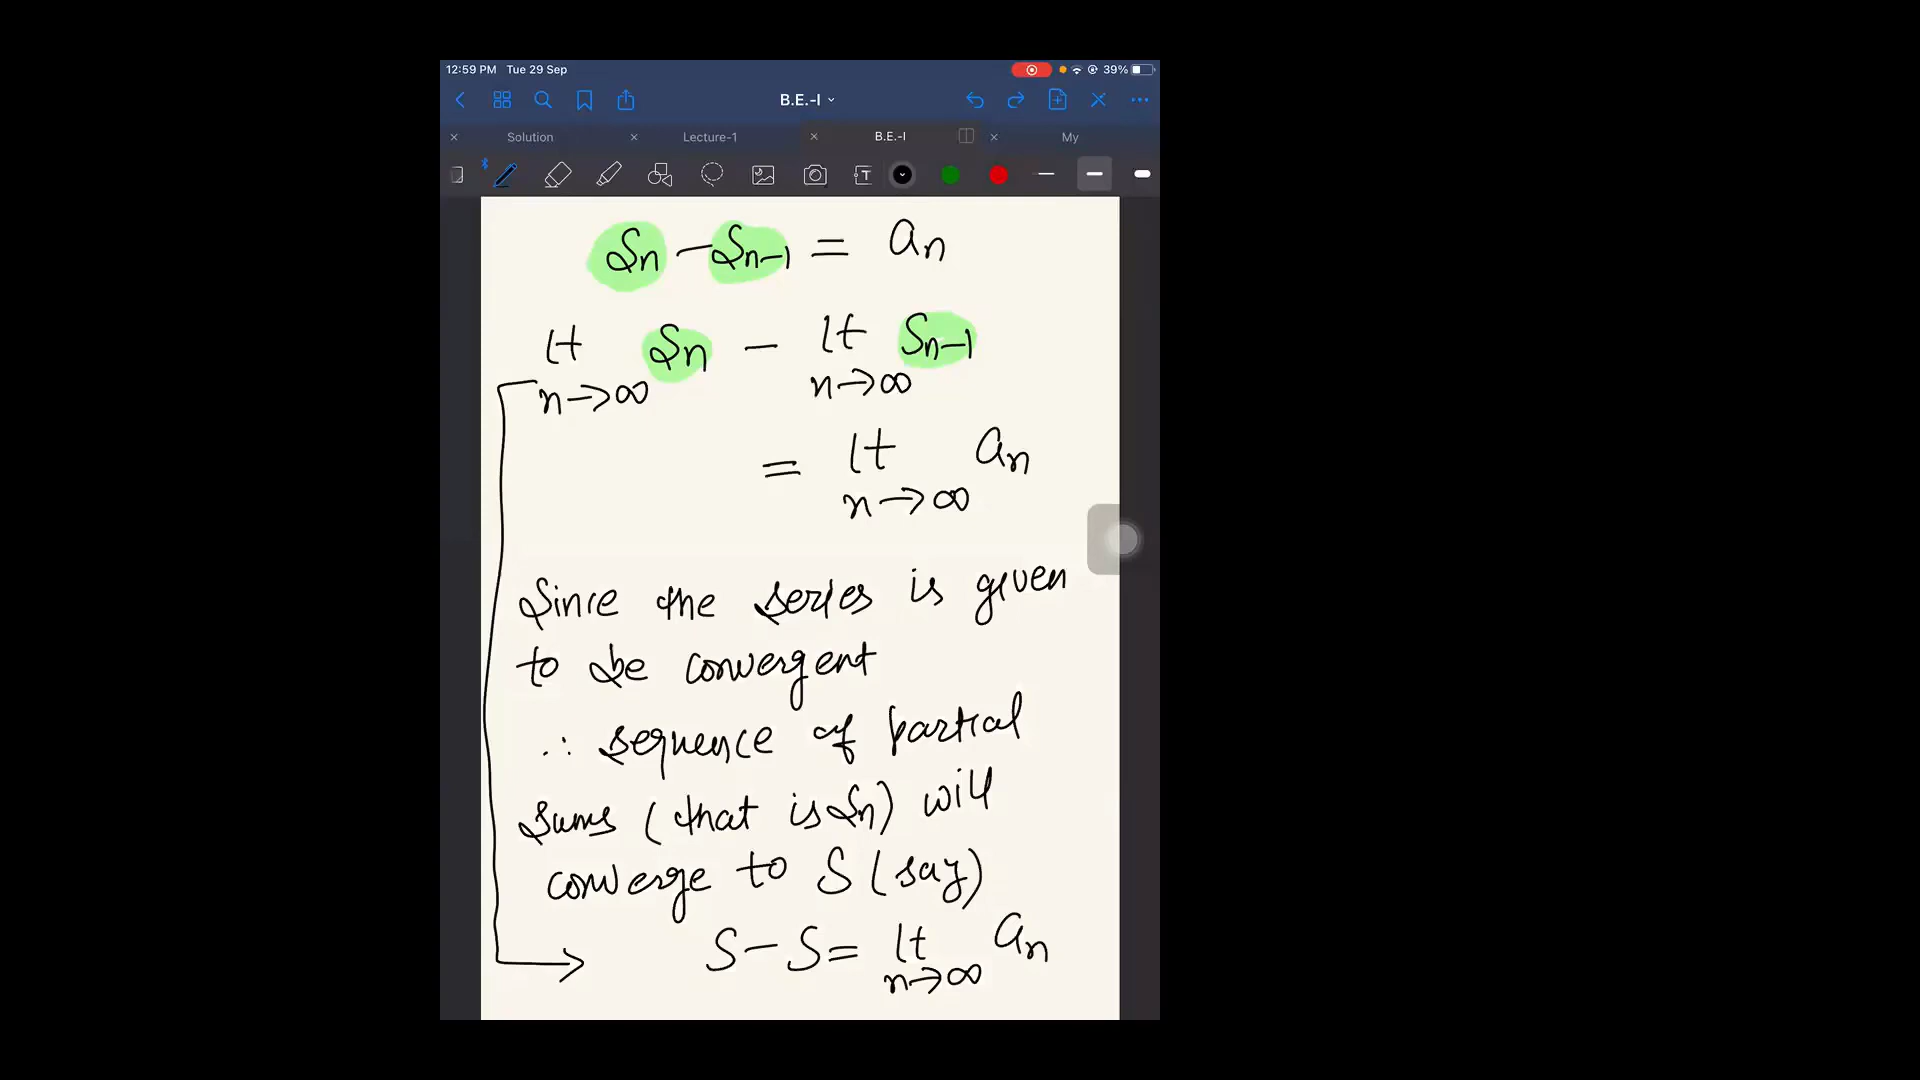 12:59 PM Tue 29 Sep 39%
B.E.-I
Solution Lecture-1 B.E.-I My
T
Sn - Sn-1 = an
lt Sn - lt Sn-1
n→∞ n→∞
= lt an
n→∞
Since the series is given
to be convergent
∴ sequence of partial
sums (that is Sn) will
converge to S (say)
S - S = lt an
n→∞